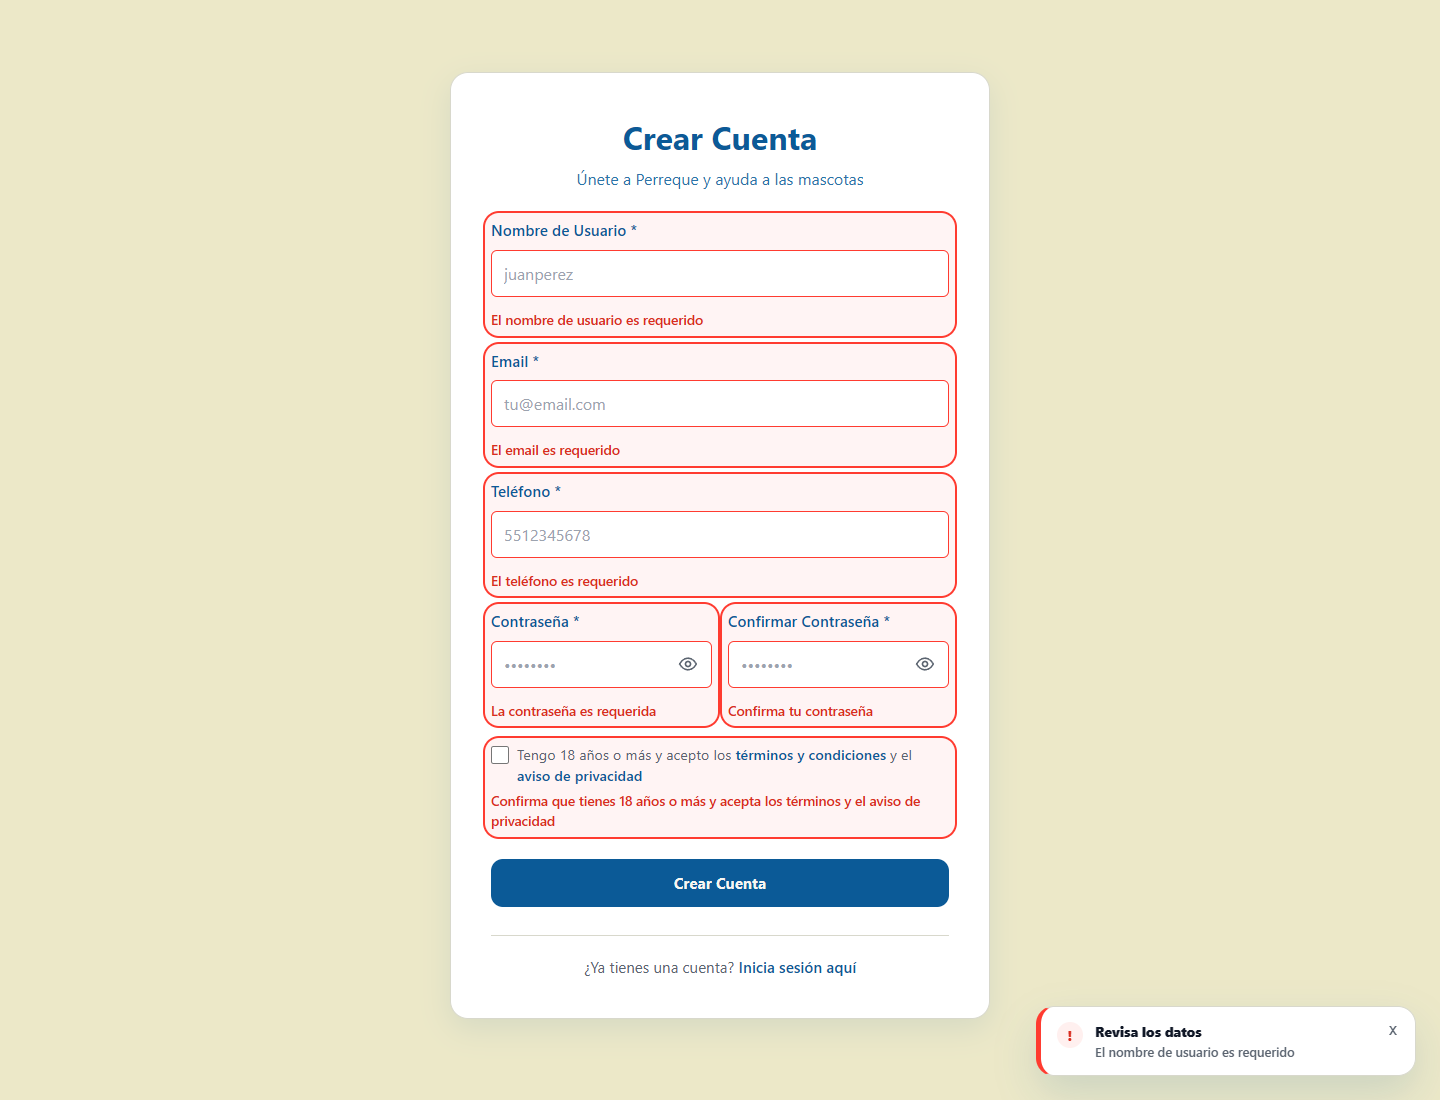 Crear Cuenta
Únete a Perreque y ayuda a las mascotas
Nombre de Usuario *
juanperez
El nombre de usuario es requerido
Email *
tu@email.com
El email es requerido
Teléfono *
5512345678
El teléfono es requerido
Contraseña *
••••••••
La contraseña es requerida
Confirmar Contraseña *
••••••••
Confirma tu contraseña
Tengo 18 años o más y acepto los términos y condiciones y el
aviso de privacidad
Confirma que tienes 18 años o más y acepta los términos y el aviso de
privacidad
Crear Cuenta
¿Ya tienes una cuenta? Inicia sesión aquí
! Revisa los datos x
El nombre de usuario es requerido